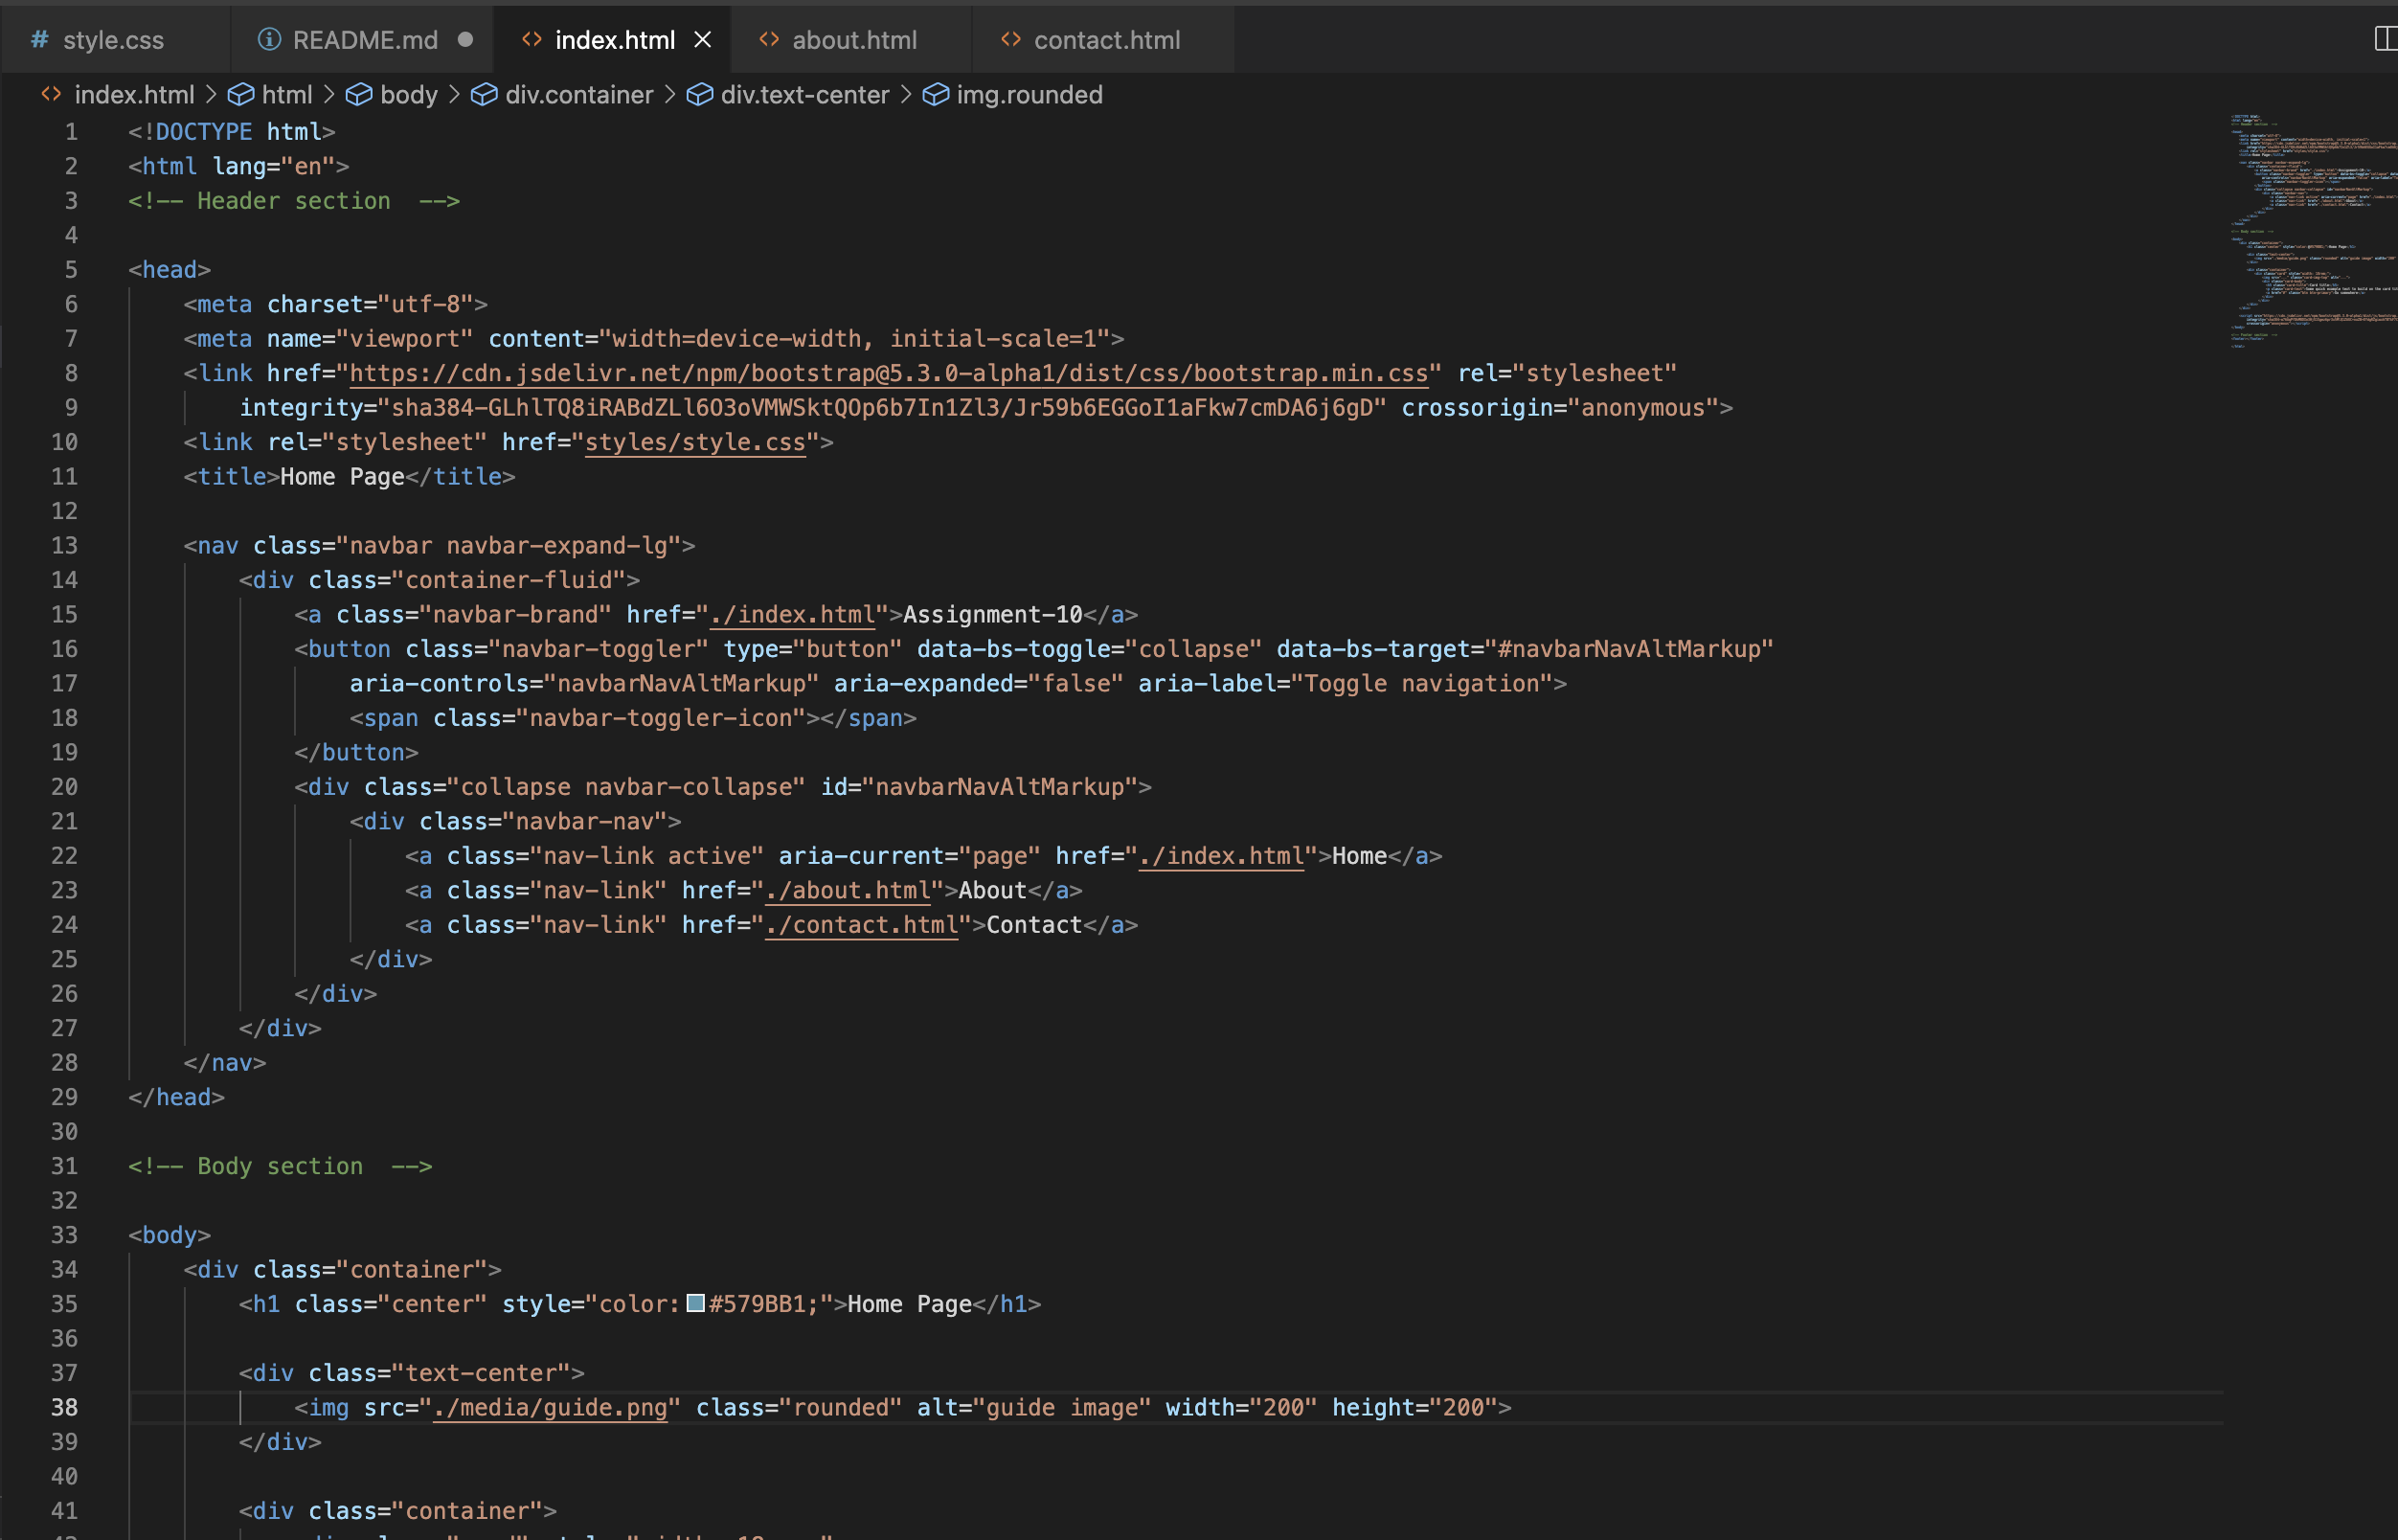 # style.css README.md index.html about.html contact.html
index.html > html > body > div.container > div.text-center > img.rounded
1 <!DOCTYPE html>
2 <html lang="en">
3 <!-- Header section  -->
4
5 <head>
6 <meta charset="utf-8">
7 <meta name="viewport" content="width=device-width, initial-scale=1">
8 <link href="https://cdn.jsdelivr.net/npm/bootstrap@5.3.0-alpha1/dist/css/bootstrap.min.css" rel="stylesheet"
9 integrity="sha384-GLhlTQ8iRABdZLl6O3oVMWSktQOp6b7In1Zl3/Jr59b6EGGoI1aFkw7cmDA6j6gD" crossorigin="anonymous">
10 <link rel="stylesheet" href="styles/style.css">
11 <title>Home Page</title>
12
13 <nav class="navbar navbar-expand-lg">
14 <div class="container-fluid">
15 <a class="navbar-brand" href="./index.html">Assignment-10</a>
16 <button class="navbar-toggler" type="button" data-bs-toggle="collapse" data-bs-target="#navbarNavAltMarkup"
17 aria-controls="navbarNavAltMarkup" aria-expanded="false" aria-label="Toggle navigation">
18 <span class="navbar-toggler-icon"></span>
19 </button>
20 <div class="collapse navbar-collapse" id="navbarNavAltMarkup">
21 <div class="navbar-nav">
22 <a class="nav-link active" aria-current="page" href="./index.html">Home</a>
23 <a class="nav-link" href="./about.html">About</a>
24 <a class="nav-link" href="./contact.html">Contact</a>
25 </div>
26 </div>
27 </div>
28 </nav>
29 </head>
30
31 <!-- Body section  -->
32
33 <body>
34 <div class="container">
35 <h1 class="center" style="color:#579BB1;">Home Page</h1>
36
37 <div class="text-center">
38 <img src="./media/guide.png" class="rounded" alt="guide image" width="200" height="200">
39 </div>
40
41 <div class="container">